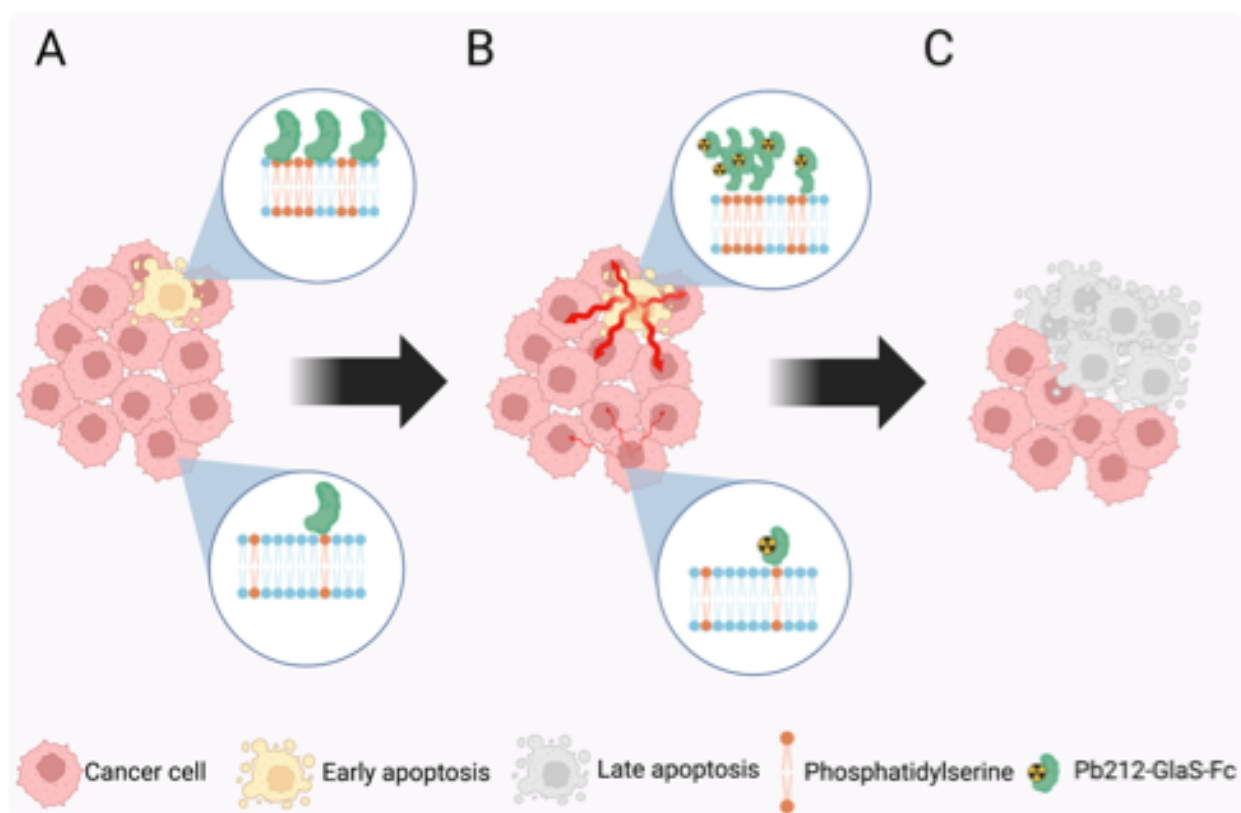 A
B
C
Cancer cell
Early apoptosis
Late apoptosis
Phosphatidylserine
Pb212-GlaS-Fc